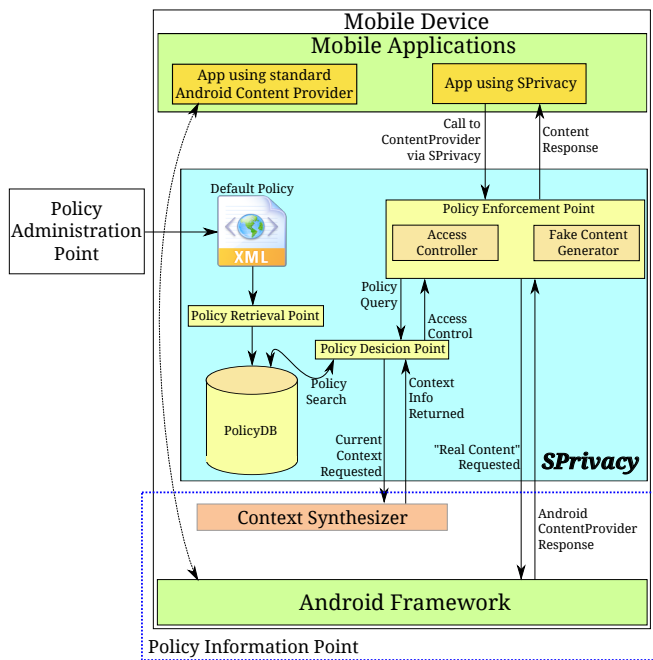 Mobile Device
Mobile Applications
App using standard
Android Content Provider
App using SPrivacy
Call to
ContentProvider
via SPrivacy
Content
Response
Default Policy
XML
Policy
Administration
Point
Policy Enforcement Point
Access
Controller
Fake Content
Generator
Policy
Query
Access
Control
Policy Retrieval Point
Policy Desicion Point
Policy
Search
Context
Info
Returned
PolicyDB
Current
Context
Requested
"Real Content"
Requested
SPrivacy
Context Synthesizer
Android
ContentProvider
Response
Android Framework
Policy Information Point